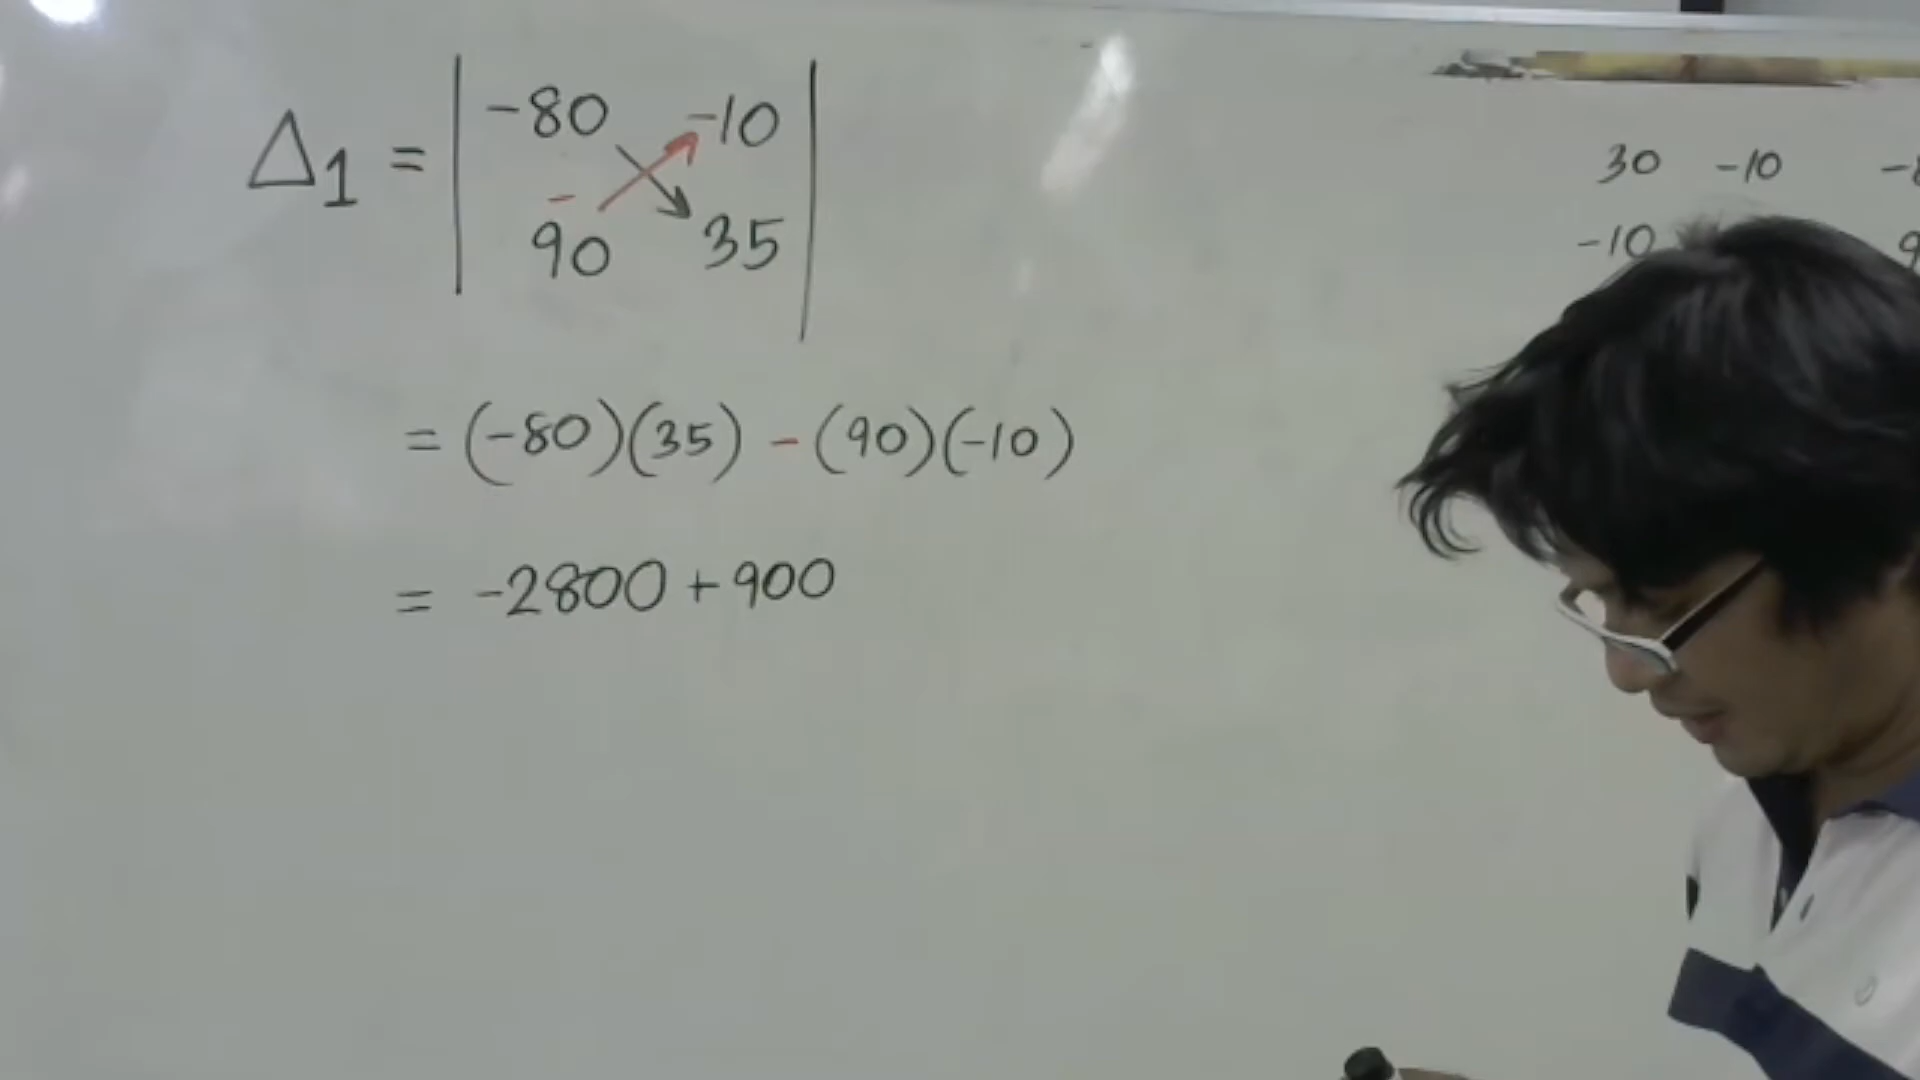 Δ1 = | -80 -10 |
| 90 35 |
= (-80)(35) - (90)(-10)
= -2800 + 900
30 -10
-10